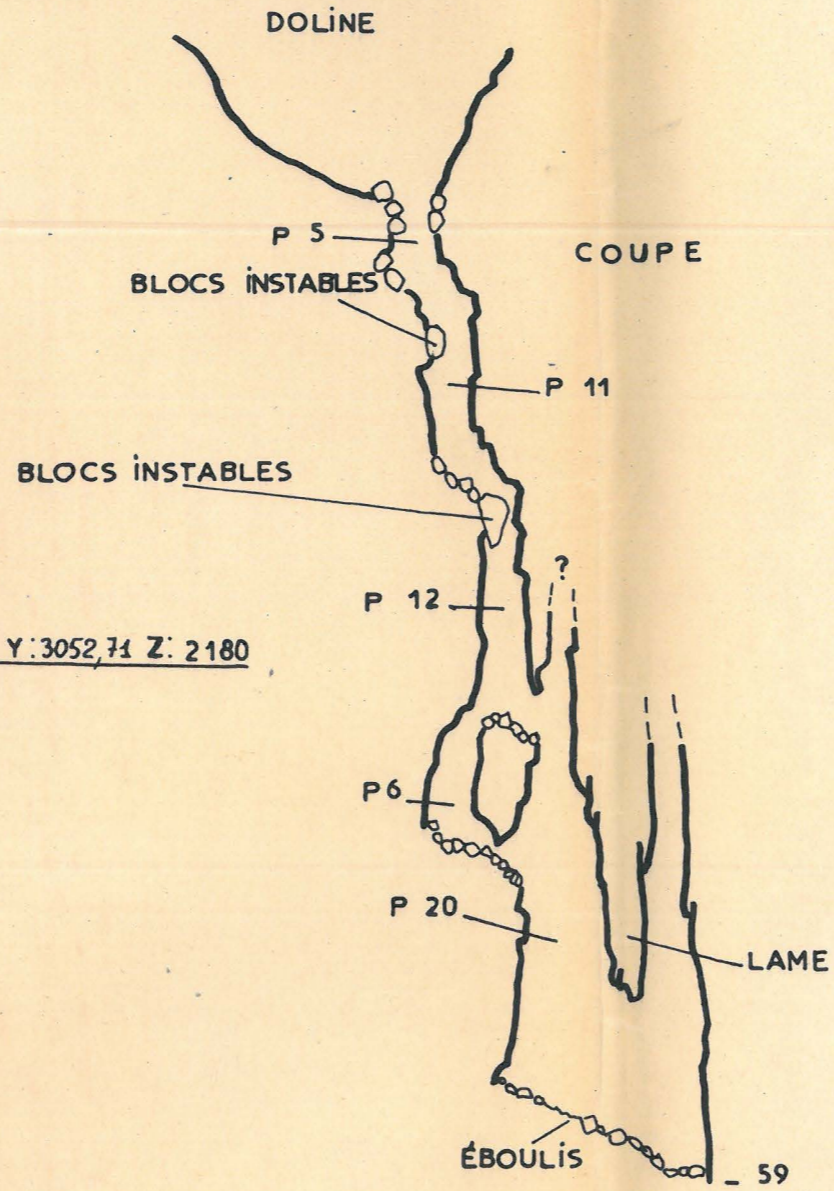 DOLiNE
P 5
COUPE
BLOCS iNSTABLES
P 11
BLOCS iNSTABLES
?
P 12
Y:3052,71 Z: 2180
P6
P 20
LAME
ÉBOULiS
_ 59